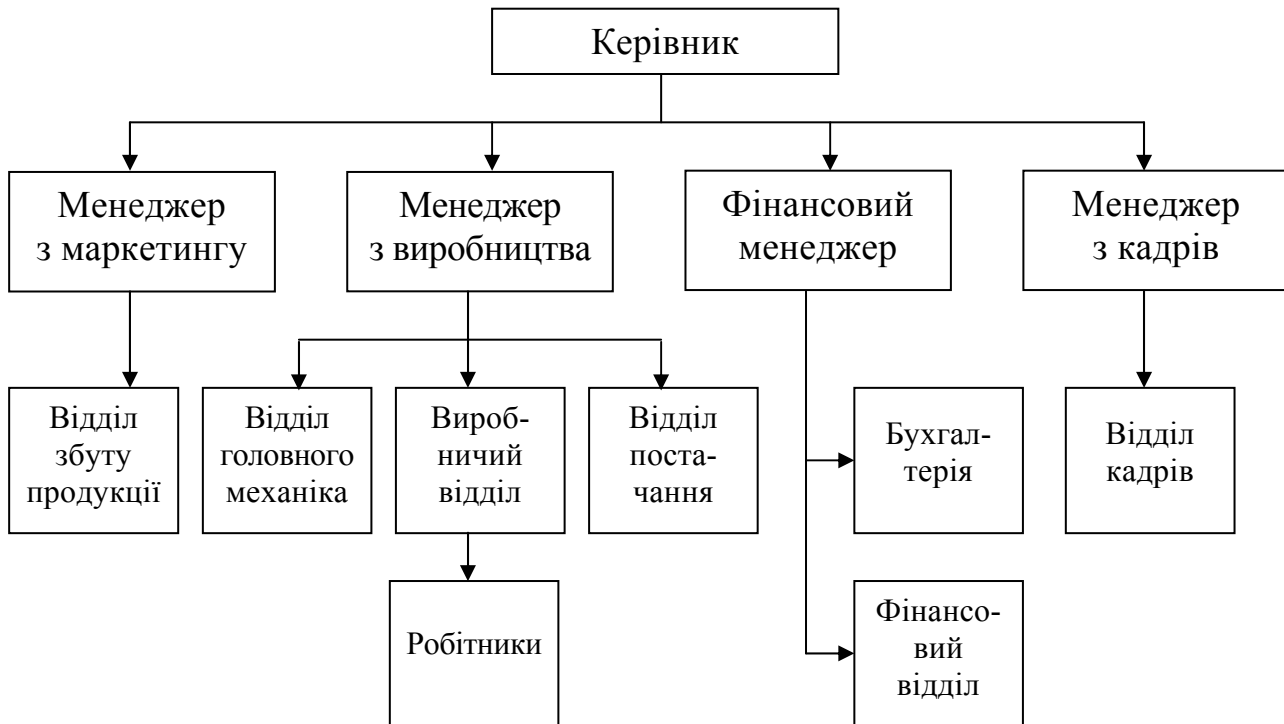 Керівник
Менеджер
з маркетингу
Менеджер
з виробництва
Фінансовий
менеджер
Менеджер
з кадрів
Відділ
збуту
продукції
Відділ
головного
механіка
Вироб-
ничий
відділ
Відділ
поста-
чання
Бухгал-
терія
Відділ
кадрів
Робітники
Фінансо-
вий
відділ